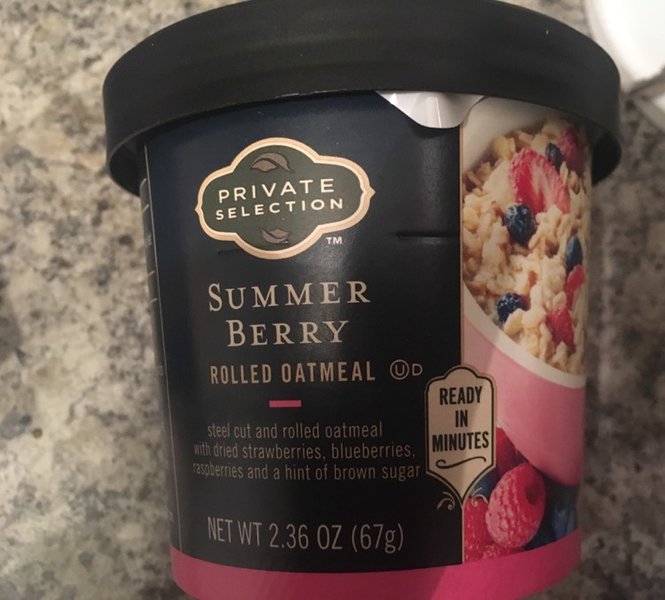 PRIVATE
SELECTION
TM
SUMMER
BERRY
ROLLED OATMEAL ⓊD
READY
IN
MINUTES
steel cut and rolled oatmeal
with dried strawberries, blueberries,
raspberries and a hint of brown sugar
NET WT 2.36 OZ (67g)